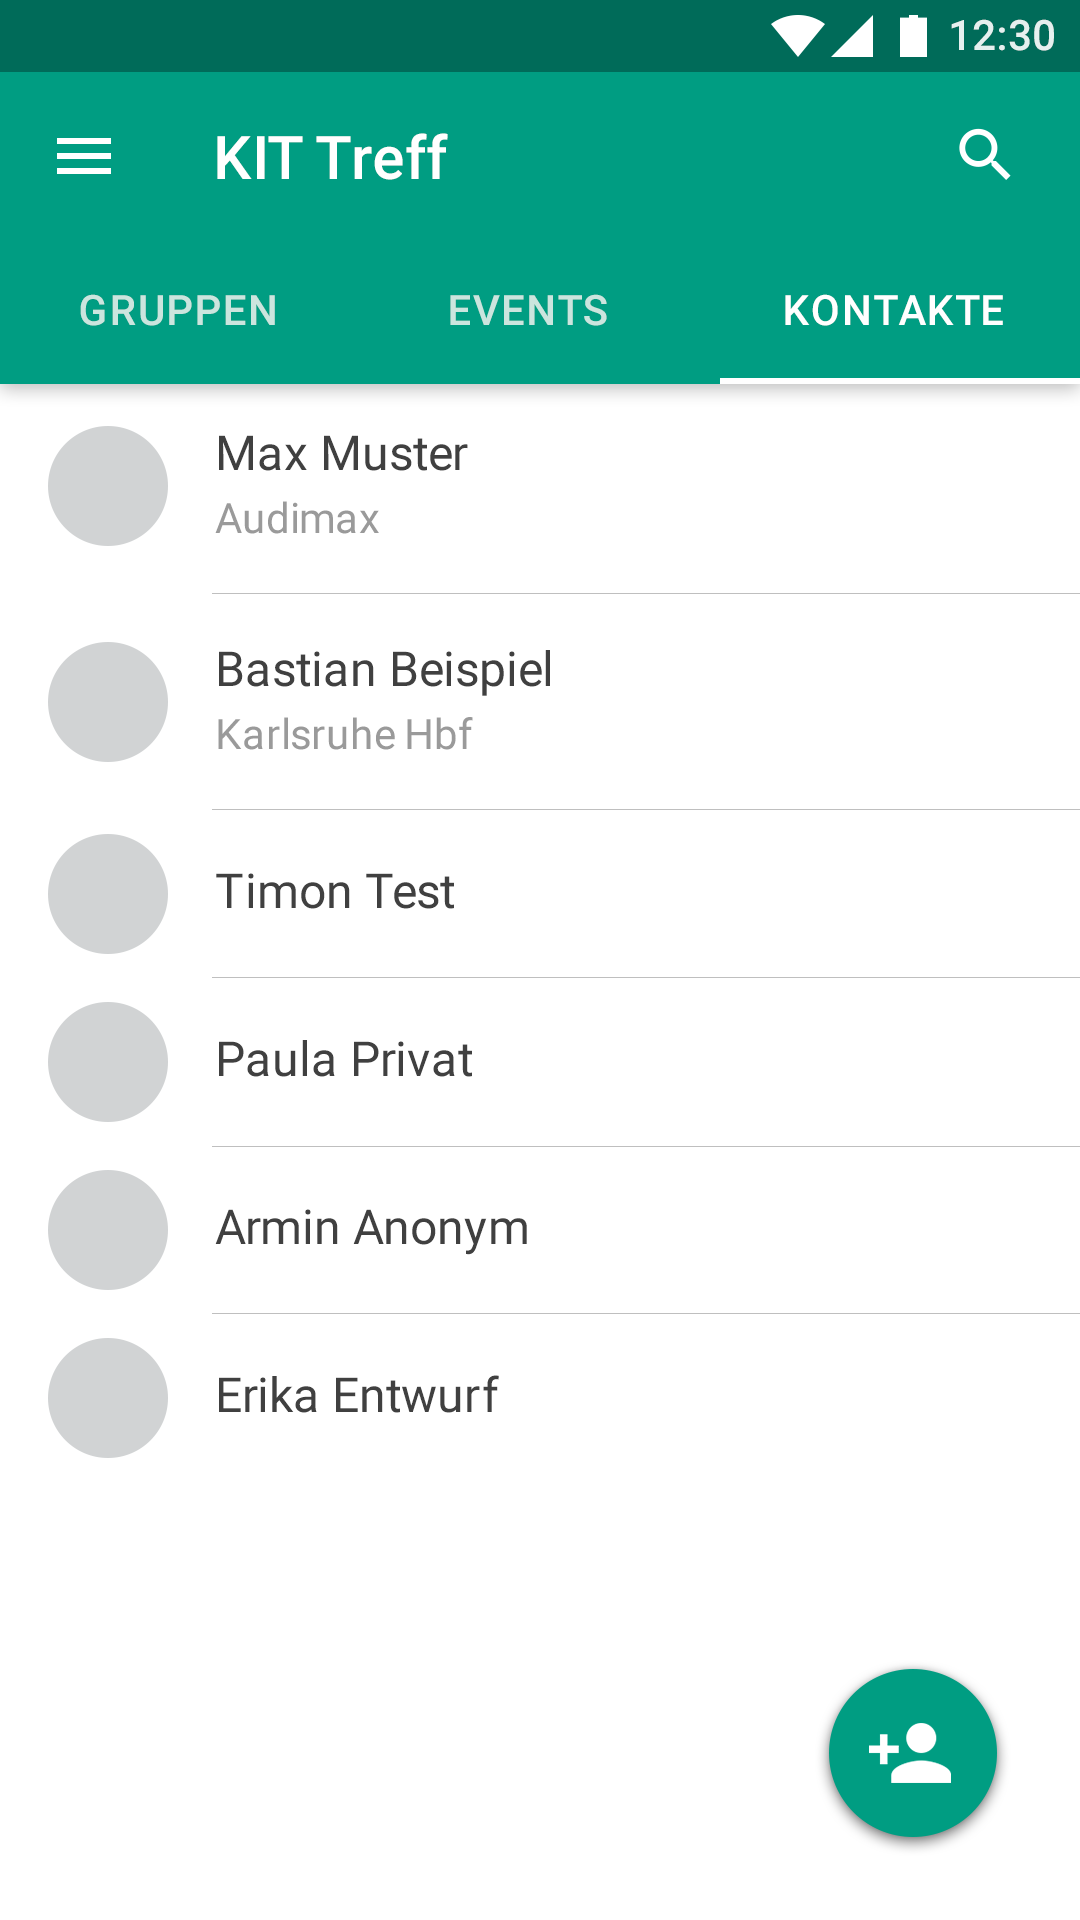 12:30
KIT Treff
GRUPPEN EVENTS KONTAKTE
Max Muster
Audimax
Bastian Beispiel
Karlsruhe Hbf
Timon Test
Paula Privat
Armin Anonym
Erika Entwurf